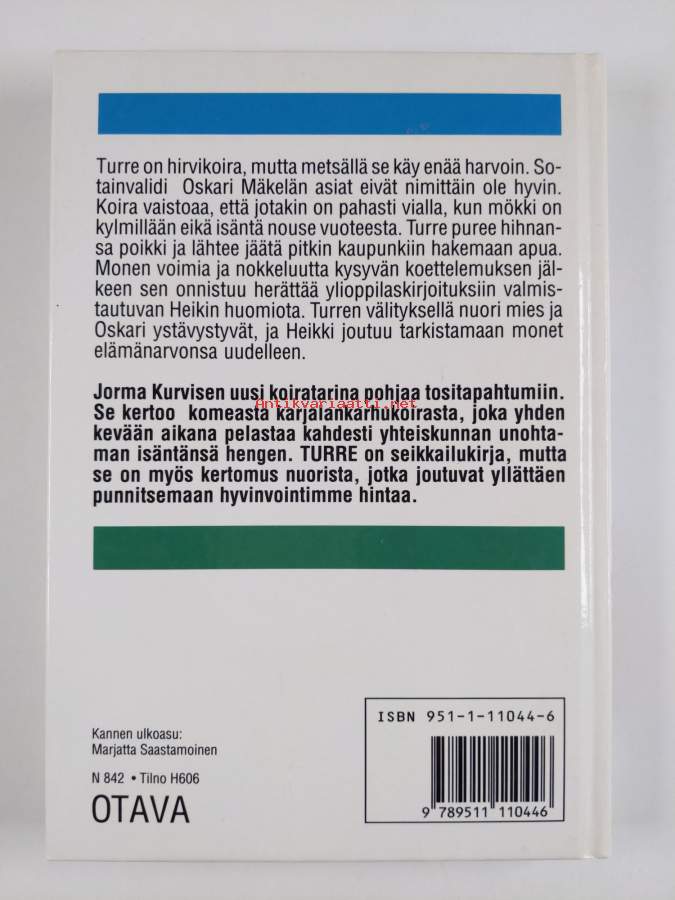 Turre on hirvikoira, mutta metsällä se käy enää harvoin. So-
tainvalidi Oskari Mäkelän asiat eivät nimittäin ole hyvin.
Koira vaistoaa, että jotakin on pahasti vialla, kun mökki on
kylmillään eikä isäntä nouse vuoteesta. Turre puree hihnan-
sa poikki ja lähtee jäätä pitkin kaupunkiin hakemaan apua.
Monen voimia ja nokkeluutta kysyvän koettelemuksen jäl-
keen sen onnistuu herättää ylioppilaskirjoituksiin valmis-
tautuvan Heikin huomiota. Turren välityksellä nuori mies ja
Oskari ystävystyvät, ja Heikki joutuu tarkistamaan monet
elämänarvonsa uudelleen.
Jorma Kurvisen uusi koiratarina pohjaa tositapahtumiin.
Antikvariaatti.net
Se kertoo komeasta karjalankarhukoirasta, joka yhden
kevään aikana pelastaa kahdesti yhteiskunnan unohta-
man isäntänsä hengen. TURRE on seikkailukirja, mutta
se on myös kertomus nuorista, jotka joutuvat yllättäen
punnitsemaan hyvinvointimme hintaa.
Kannen ulkoasu:
Marjatta Saastamoinen
N 842 • Tilno H606
OTAVA
ISBN 951-1-11044-6
9 789511 110446